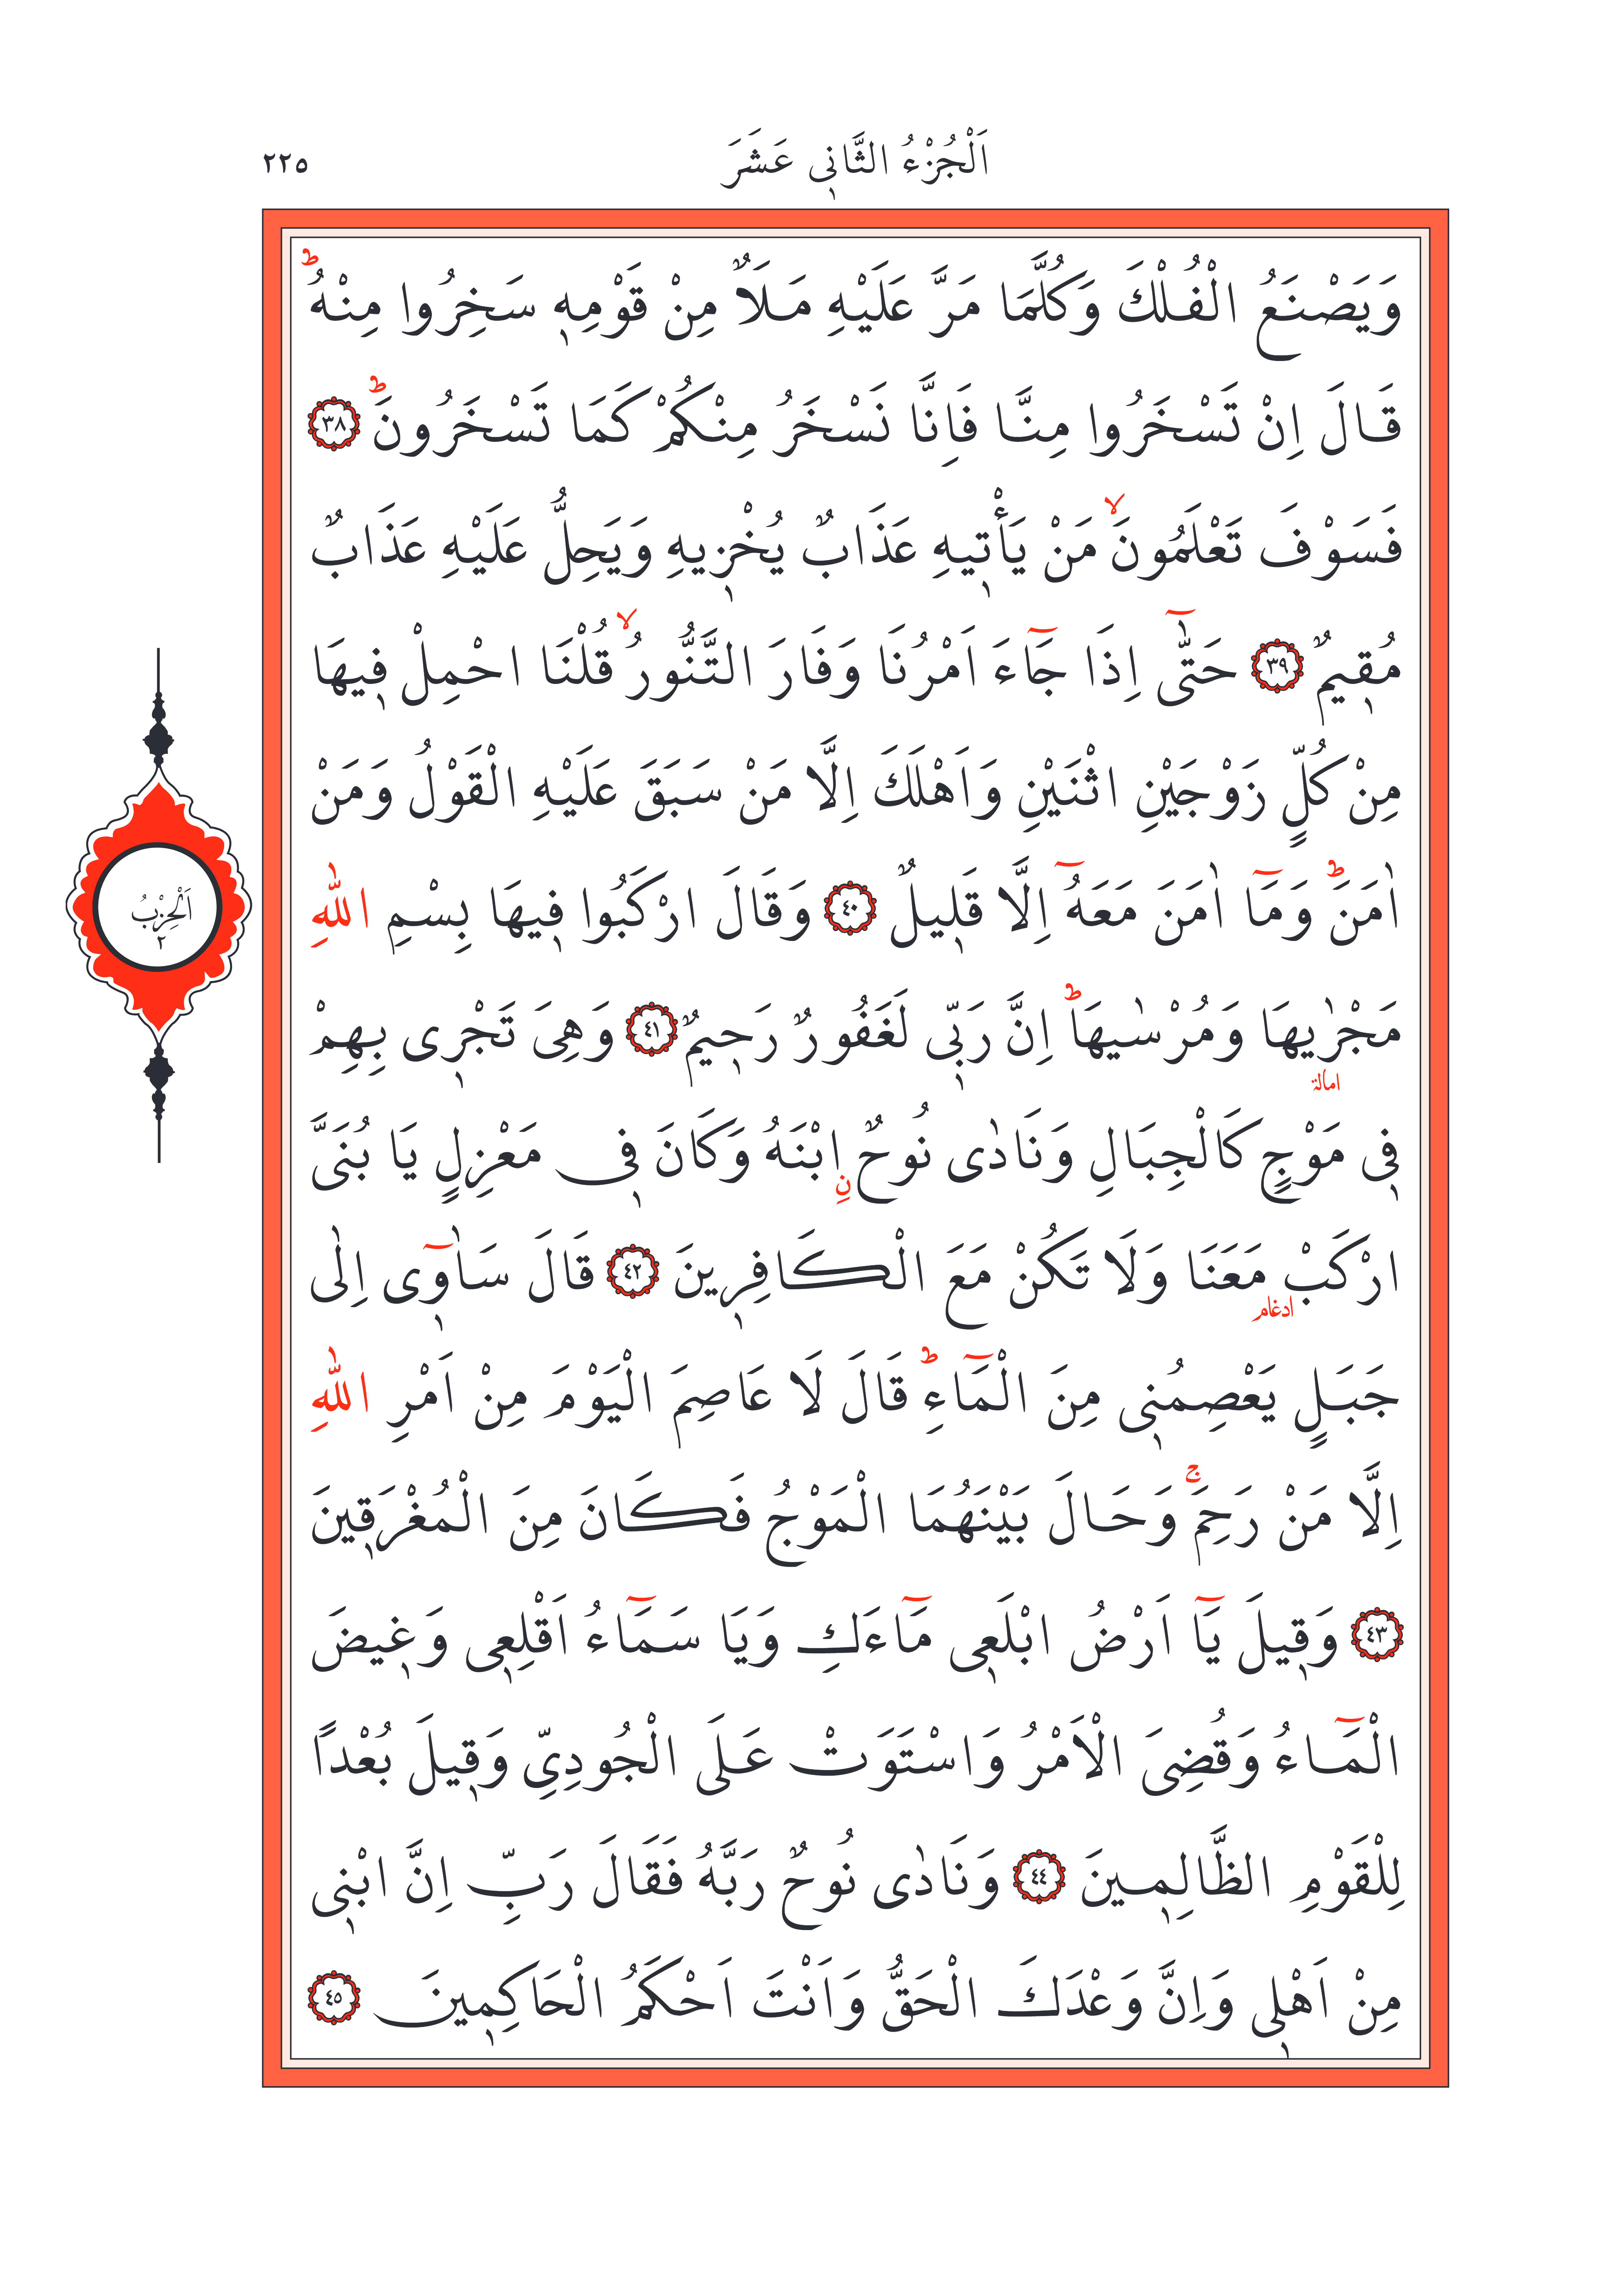 اَلْجُزْءُ الثَّانٖي عَشَرَ
٢٢٥
وَيَصْنَعُ الْفُلْكَ وَكُلَّمَا مَرَّ عَلَيْهِ مَلَاٌ مِنْ قَوْمِهٖ سَخِرُوا مِنْهُؕ
قَالَ اِنْ تَسْخَرُوا مِنَّا فَاِنَّا نَسْخَرُ مِنْكُمْ كَمَا تَسْخَرُونَؕ ٣٨
فَسَوْفَ تَعْلَمُونَۙ مَنْ يَأْتٖيهِ عَذَابٌ يُخْزٖيهِ وَيَحِلُّ عَلَيْهِ عَذَابٌ
مُقٖيمٌ ٣٩ حَتّٰٓى اِذَا جَٓاءَ اَمْرُنَا وَفَارَ التَّنُّورُۙ قُلْنَا احْمِلْ فٖيهَا
مِنْ كُلٍّ زَوْجَيْنِ اثْنَيْنِ وَاَهْلَكَ اِلَّا مَنْ سَبَقَ عَلَيْهِ الْقَوْلُ وَمَنْ
اٰمَنَؕ وَمَٓا اٰمَنَ مَعَهُٓ اِلَّا قَلٖيلٌ ٤٠ وَقَالَ ارْكَبُوا فٖيهَا بِسْمِ اللّٰهِ
مَجْرٰۭيهَا وَمُرْسٰيهَاؕ اِنَّ رَبّٖي لَغَفُورٌ رَحٖيمٌ ٤١ وَهِيَ تَجْرٖي بِهِمْ
امالة
فٖي مَوْجٍ كَالْجِبَالِ وَنَادٰى نُوحٌۨ ابْنَهُ وَكَانَ فٖي مَعْزِلٍ يَا بُنَيَّ
ارْكَبْ مَعَنَا وَلَا تَكُنْ مَعَ الْكَافِرٖينَ ٤٢ قَالَ سَاٰوٖٓي اِلٰى
ادغام
جَبَلٍ يَعْصِمُنٖي مِنَ الْمَٓاءِؕ قَالَ لَا عَاصِمَ الْيَوْمَ مِنْ اَمْرِ اللّٰهِ
اِلَّا مَنْ رَحِمَۚ وَحَالَ بَيْنَهُمَا الْمَوْجُ فَكَانَ مِنَ الْمُغْرَقٖينَ
٤٣ وَقٖيلَ يَٓا اَرْضُ ابْلَعٖي مَٓاءَكِ وَيَا سَمَٓاءُ اَقْلِعٖي وَغٖيضَ
الْمَٓاءُ وَقُضِيَ الْاَمْرُ وَاسْتَوَتْ عَلَى الْجُودِيِّ وَقٖيلَ بُعْدًا
لِلْقَوْمِ الظَّالِمٖينَ ٤٤ وَنَادٰى نُوحٌ رَبَّهُ فَقَالَ رَبِّ اِنَّ ابْنٖي
مِنْ اَهْلٖي وَاِنَّ وَعْدَكَ الْحَقُّ وَاَنْتَ اَحْكَمُ الْحَاكِمٖينَ ٤٥
اَلْحِزْبُ
٢